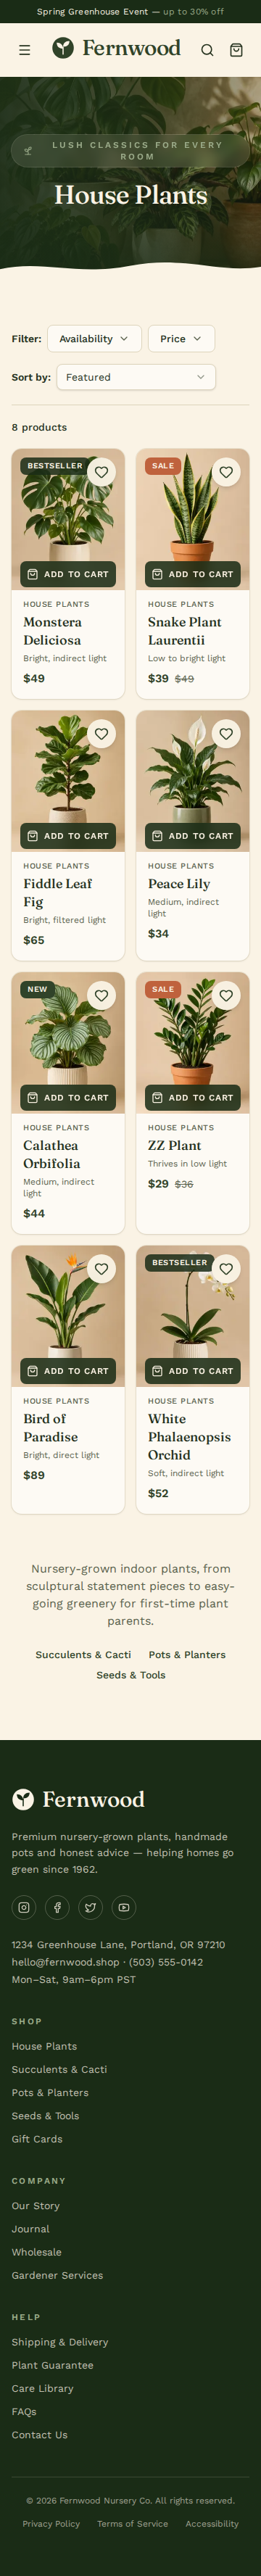 Spring Greenhouse Event — up to 30% off
Fernwood
LUSH CLASSICS FOR EVERY
ROOM
House Plants
Filter: Availability Price
Sort by: Featured
8 products
BESTSELLER
ADD TO CART
HOUSE PLANTS
Monstera
Deliciosa
Bright, indirect light
$49
SALE
ADD TO CART
HOUSE PLANTS
Snake Plant
Laurentii
Low to bright light
$39 $49
ADD TO CART
HOUSE PLANTS
Fiddle Leaf
Fig
Bright, filtered light
$65
ADD TO CART
HOUSE PLANTS
Peace Lily
Medium, indirect
light
$34
NEW
ADD TO CART
HOUSE PLANTS
Calathea
Orbifolia
Medium, indirect
light
$44
SALE
ADD TO CART
HOUSE PLANTS
ZZ Plant
Thrives in low light
$29 $36
ADD TO CART
HOUSE PLANTS
Bird of
Paradise
Bright, direct light
$89
BESTSELLER
ADD TO CART
HOUSE PLANTS
White
Phalaenopsis
Orchid
Soft, indirect light
$52
Nursery-grown indoor plants, from
sculptural statement pieces to easy-
going greenery for first-time plant
parents.
Succulents & Cacti Pots & Planters
Seeds & Tools
Fernwood
Premium nursery-grown plants, handmade
pots and honest advice — helping homes go
green since 1962.
1234 Greenhouse Lane, Portland, OR 97210
hello@fernwood.shop · (503) 555-0142
Mon–Sat, 9am–6pm PST
SHOP
House Plants
Succulents & Cacti
Pots & Planters
Seeds & Tools
Gift Cards
COMPANY
Our Story
Journal
Wholesale
Gardener Services
HELP
Shipping & Delivery
Plant Guarantee
Care Library
FAQs
Contact Us
© 2026 Fernwood Nursery Co. All rights reserved.
Privacy Policy Terms of Service Accessibility